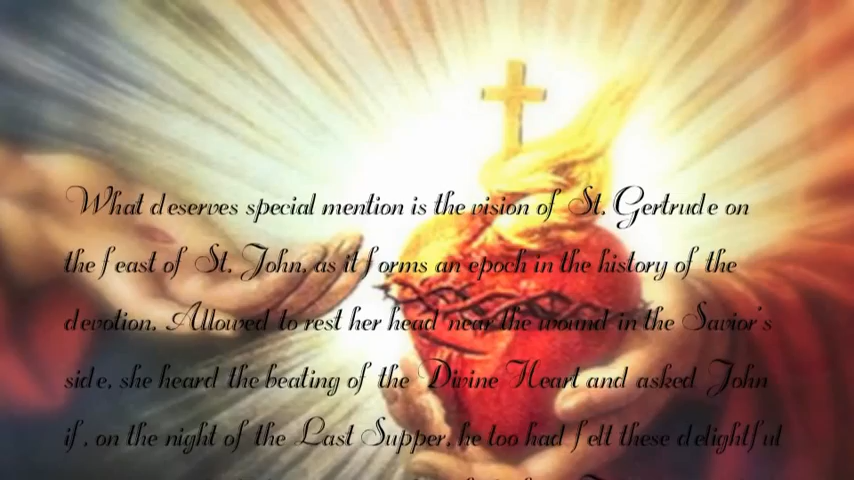 What deserves special mention is the vision of St. Gertrude on
the feast of St. John, as it forms an epoch in the history of the
devotion. Allowed to rest her head near the wound in the Savior's
side, she heard the beating of the Divine Heart and asked John
if, on the night of the Last Supper, he too had felt these delightful